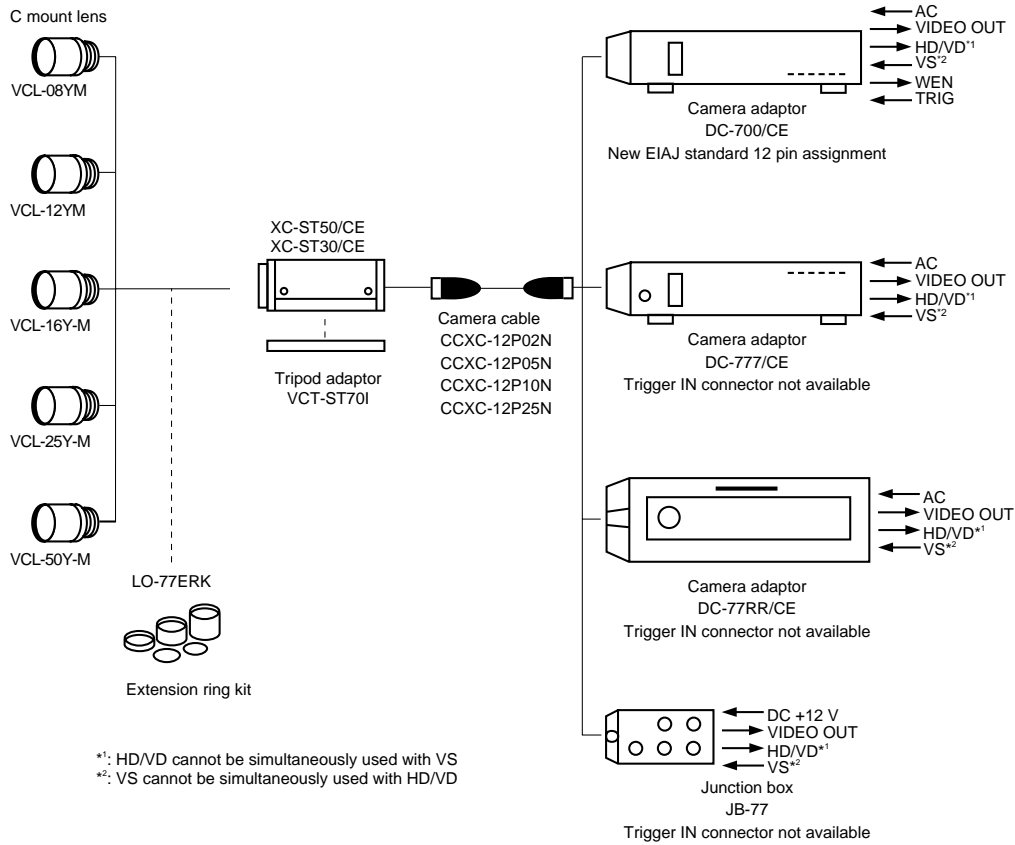 C mount lens
VCL-08YM
VCL-12YM
VCL-16Y-M
VCL-25Y-M
VCL-50Y-M
LO-77ERK
Extension ring kit
XC-ST50/CE
XC-ST30/CE
Tripod adaptor
VCT-ST70I
Camera cable
CCXC-12P02N
CCXC-12P05N
CCXC-12P10N
CCXC-12P25N
AC
VIDEO OUT
HD/VD*1
VS*2
WEN
TRIG
Camera adaptor
DC-700/CE
New EIAJ standard 12 pin assignment
AC
VIDEO OUT
HD/VD*1
VS*2
Camera adaptor
DC-777/CE
Trigger IN connector not available
AC
VIDEO OUT
HD/VD*1
VS*2
Camera adaptor
DC-77RR/CE
Trigger IN connector not available
DC +12 V
VIDEO OUT
HD/VD*1
VS*2
Junction box
JB-77
Trigger IN connector not available
*1: HD/VD cannot be simultaneously used with VS
*2: VS cannot be simultaneously used with HD/VD